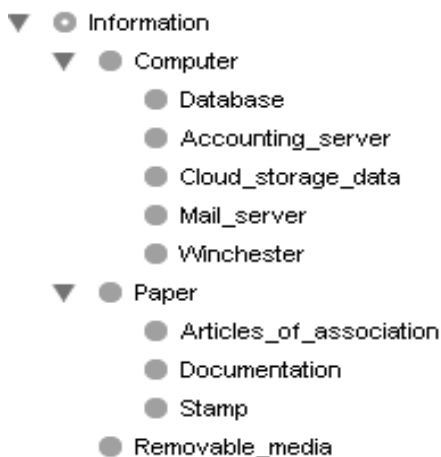 Information
Computer
Database
Accounting_server
Cloud_storage_data
Mail_server
Winchester
Paper
Articles_of_association
Documentation
Stamp
Removable_media